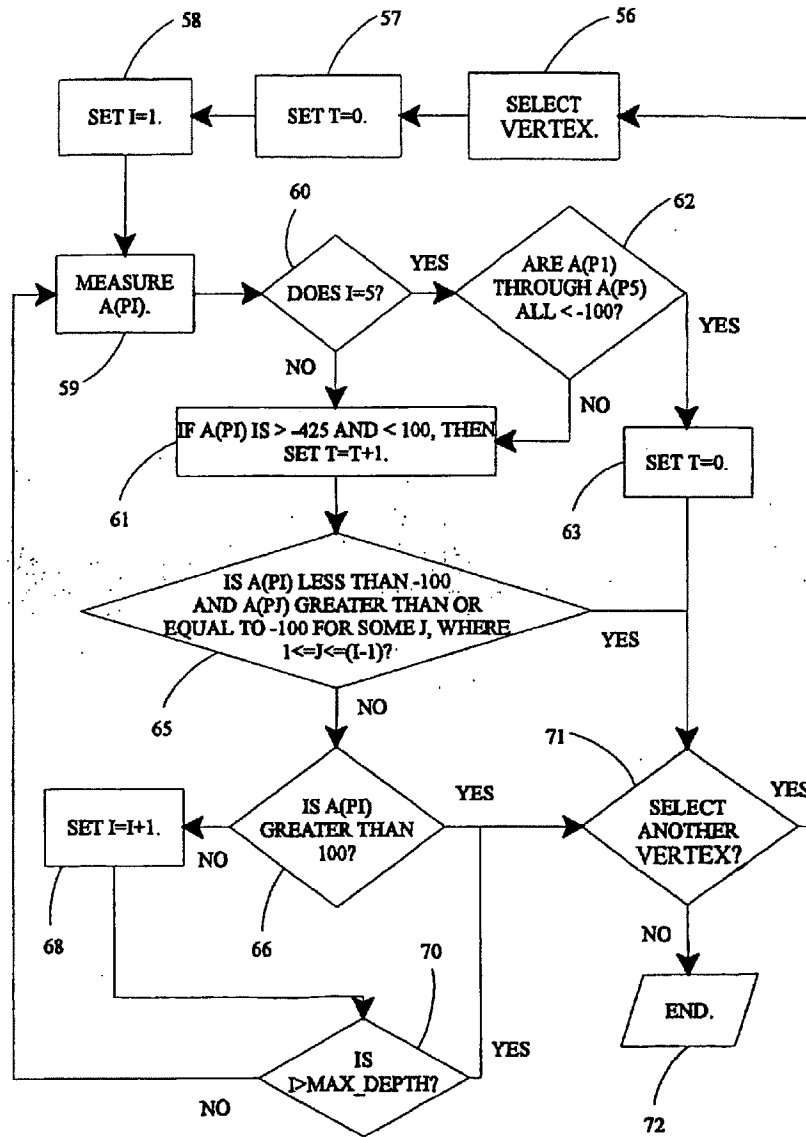 58
57
56
SET I=1.
SET T=0.
SELECT
VERTEX.
60
62
MEASURE
A(PI).
DOES I=5?
YES
ARE A(P1)
THROUGH A(P5)
ALL < -100?
YES
59
NO
NO
IF A(PI) IS > -425 AND < 100, THEN
SET T=T+1.
SET T=0.
61
63
IS A(PI) LESS THAN -100
AND A(PJ) GREATER THAN OR
EQUAL TO -100 FOR SOME J, WHERE
1<=J<=(I-1)?
YES
65
NO
71
SET I=I+1.
IS A(PI)
GREATER THAN
100?
YES
SELECT
ANOTHER
VERTEX?
YES
NO
68
66
70
NO
IS
I>MAX_DEPTH?
YES
NO
END.
72